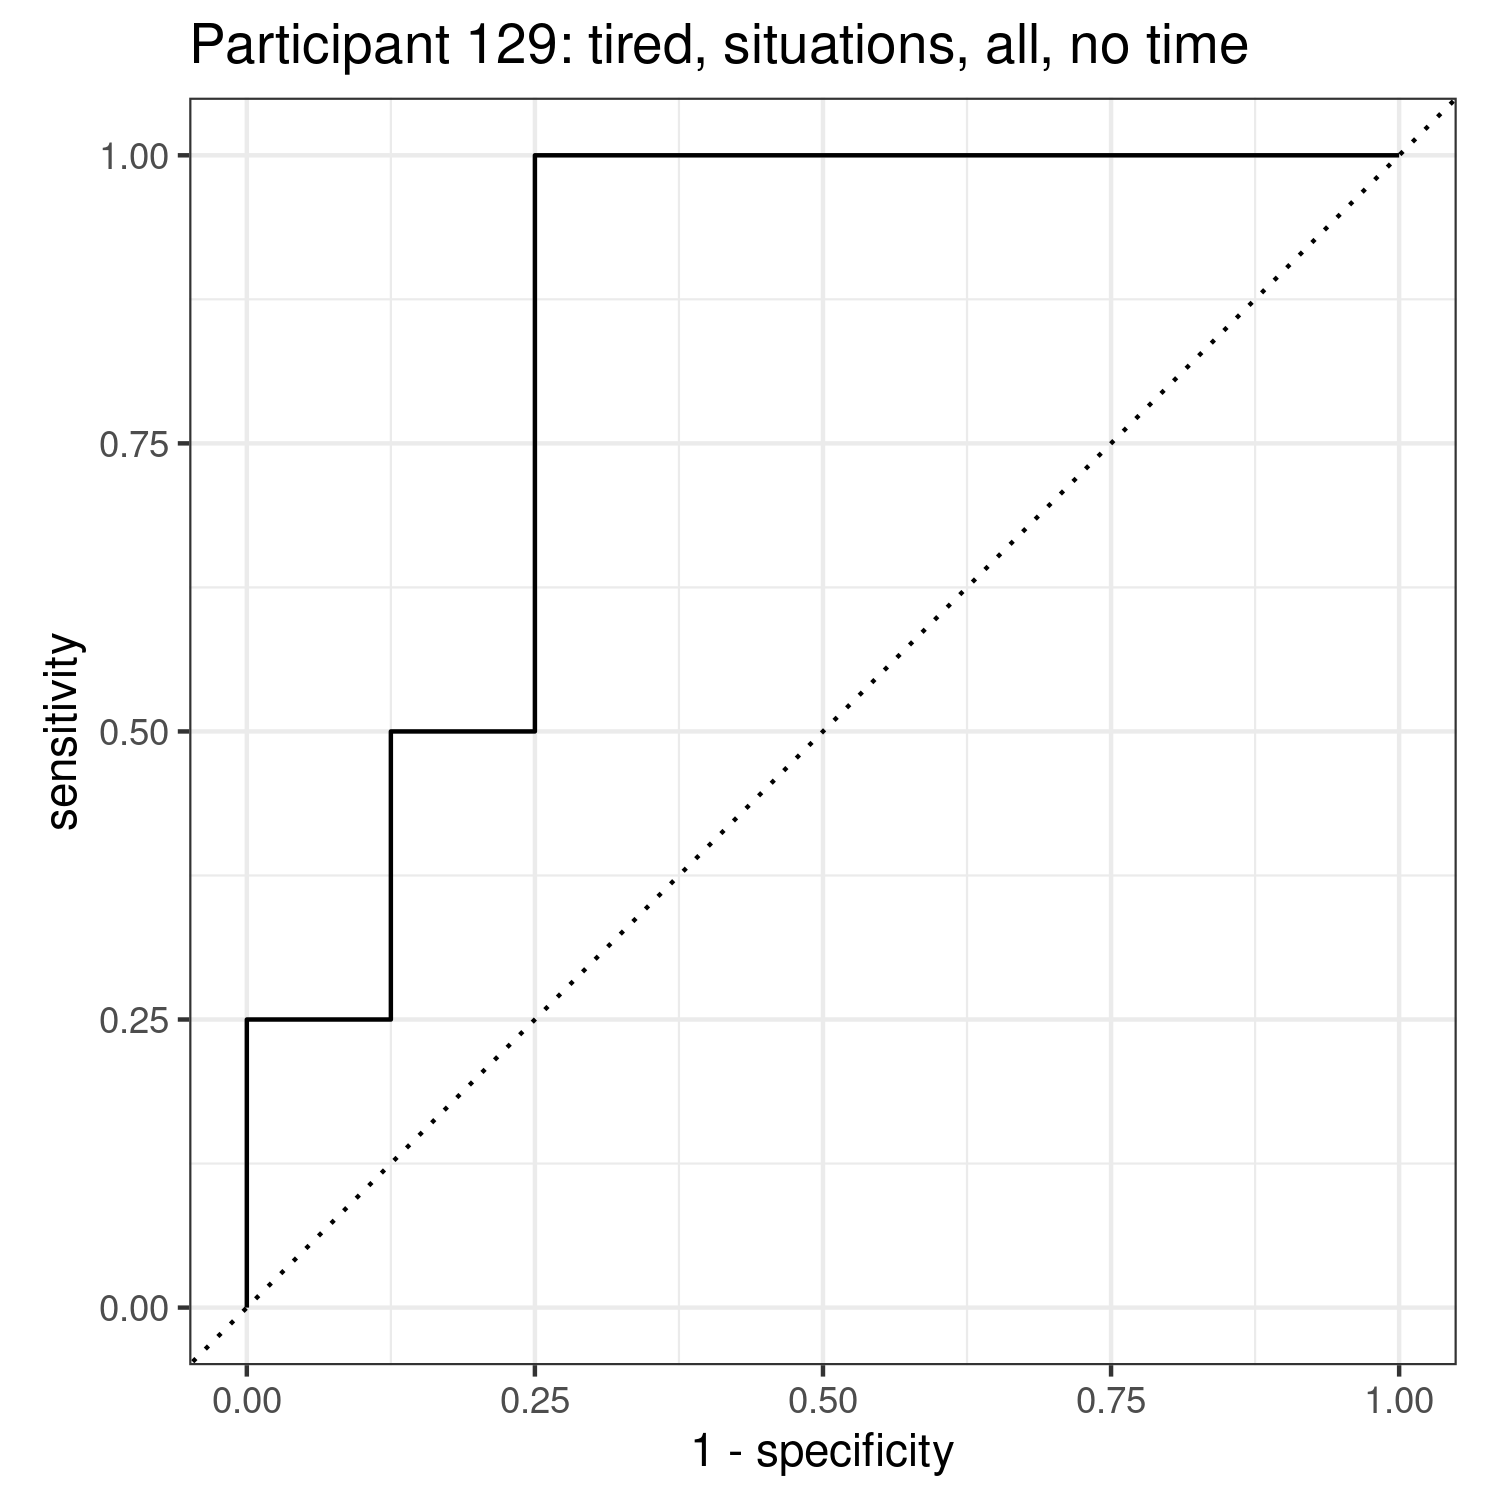 Participant 129: tired, situations, all, no time
1.00
0.75
0.50
0.25
0.00
sensitivity
0.00 0.25 0.50 0.75 1.00
1 - specificity